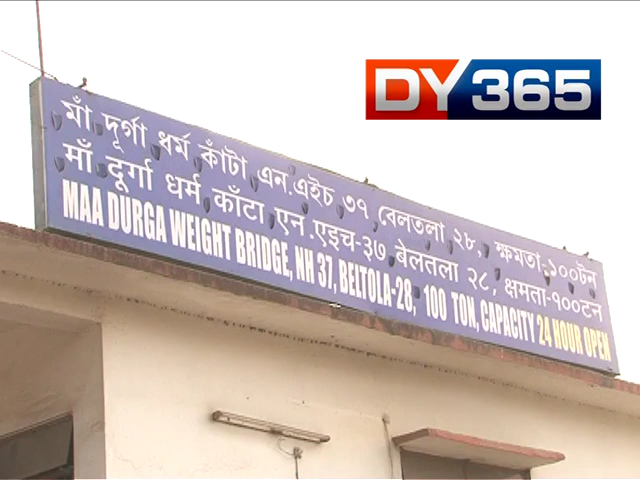 DY365
মাঁ দূর্গা ধর্ম কাঁটা এন.এইচ ৩৭ বেলতলা ২৮, ক্ষমতা-১০০টন
माँ दूर्गा धर्म काँटा एन.एइच-३७ बेलतला २८, क्षमता-१००टन
MAA DURGA WEIGHT BRIDGE, NH 37, BELTOLA-28, 100 TON, CAPACITY 24 HOUR OPEN